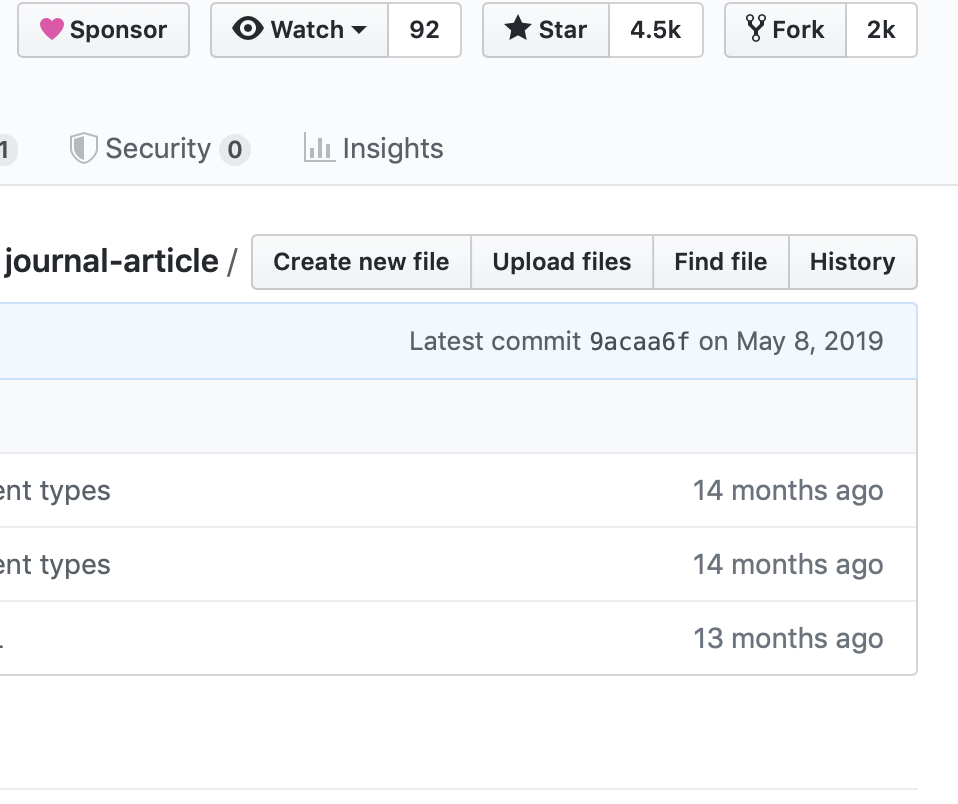 Sponsor Watch 92 Star 4.5k Fork 2k
1 Security 0 Insights
journal-article / Create new file Upload files Find file History
Latest commit 9acaa6f on May 8, 2019
ent types 14 months ago
ent types 14 months ago
13 months ago